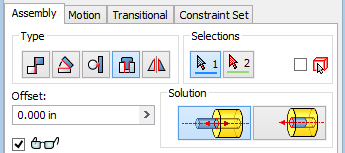 Assembly Motion Transitional Constraint Set
Type Selections
1 2
Offset: Solution
0.000 in >